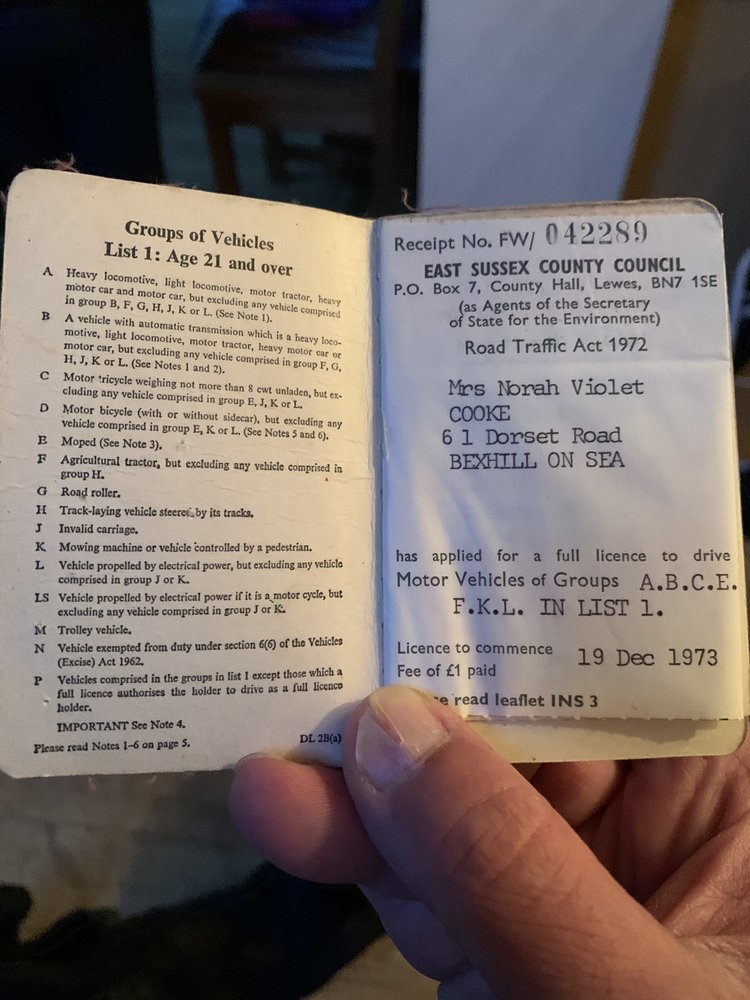 Groups of Vehicles
List 1: Age 21 and over
A Heavy locomotive, light locomotive, motor tractor, heavy
motor car and motor car, but excluding any vehicle comprised
in group B, F, G, H, J, K or L. (See Note 1).
B A vehicle with automatic transmission which is a heavy loco-
motive, light locomotive, motor tractor, heavy motor car or
motor car, but excluding any vehicle comprised in group F, G,
H, J, K or L. (See Notes 1 and 2).
C Motor tricycle weighing not more than 8 cwt unladen, but ex-
cluding any vehicle comprised in group E, J, K or L.
D Motor bicycle (with or without sidecar), but excluding any
vehicle comprised in group E, K or L. (See Notes 5 and 6).
E Moped (See Note 3).
F Agricultural tractor, but excluding any vehicle comprised in
group H.
G Road roller.
H Track-laying vehicle steered by its tracks.
J Invalid carriage.
K Mowing machine or vehicle controlled by a pedestrian.
L Vehicle propelled by electrical power, but excluding any vehicle
comprised in group J or K.
LS Vehicle propelled by electrical power if it is a motor cycle, but
excluding any vehicle comprised in group J or K.
M Trolley vehicle.
N Vehicle exempted from duty under section 6(6) of the Vehicles
(Excise) Act 1962.
P Vehicles comprised in the groups in list 1 except those which a
full licence authorises the holder to drive as a full licence
holder.
IMPORTANT See Note 4.
Please read Notes 1-6 on page 5.
DL 2B(a)
Receipt No. FW/ 042289
EAST SUSSEX COUNTY COUNCIL
P.O. Box 7, County Hall, Lewes, BN7 1SE
(as Agents of the Secretary
of State for the Environment)
Road Traffic Act 1972
Mrs Norah Violet
COOKE
6 1 Dorset Road
BEXHILL ON SEA
has applied for a full licence to drive
Motor Vehicles of Groups A.B.C.E.
F.K.L. IN LIST 1.
Licence to commence 19 Dec 1973
Fee of £1 paid
read leaflet INS 3